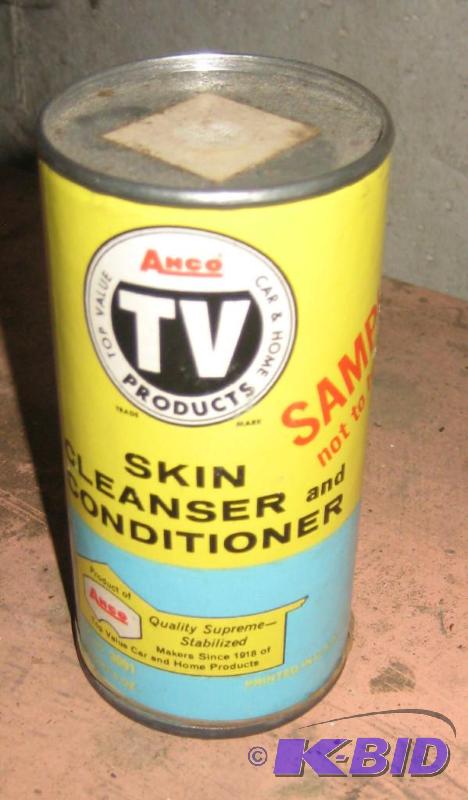 ANCO
TOP VALUE
CAR & HOME
TV
PRODUCTS
TRADE MARK
not to
SKIN
CLEANSER and
CONDITIONER
Product of
Anco
Quality Supreme—
Stabilized
Makers Since 1918 of
Top Value Car and Home Products
PRINTED IN
© K-BID